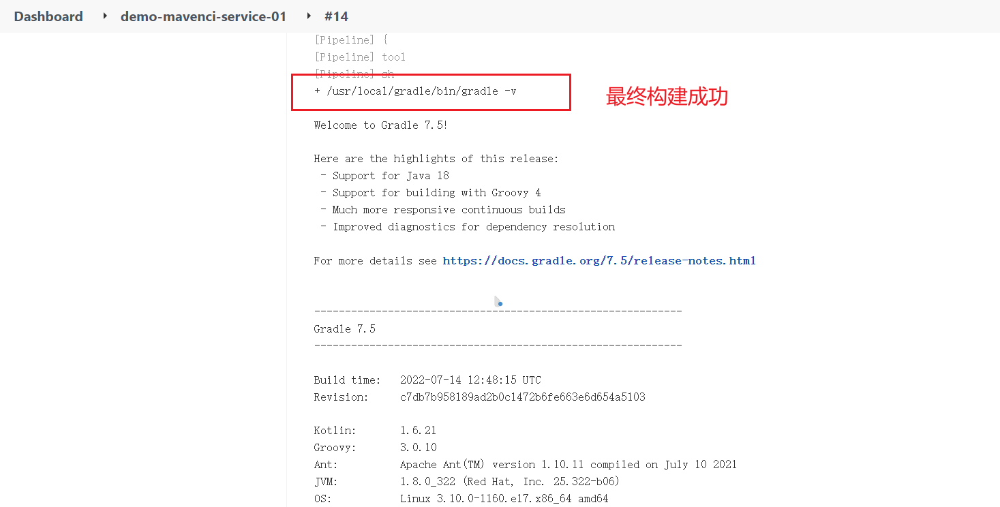 Dashboard demo-mavenci-service-01 #14
[Pipeline] {
[Pipeline] tool
[Pipeline] sh
+ /usr/local/gradle/bin/gradle -v
最终构建成功
Welcome to Gradle 7.5!
Here are the highlights of this release:
- Support for Java 18
- Support for building with Groovy 4
- Much more responsive continuous builds
- Improved diagnostics for dependency resolution
For more details see https://docs.gradle.org/7.5/release-notes.html
------------------------------------------------------------
Gradle 7.5
------------------------------------------------------------
Build time: 2022-07-14 12:48:15 UTC
Revision: c7db7b958189ad2b0c1472b6fe663e6d654a5103
Kotlin: 1.6.21
Groovy: 3.0.10
Ant: Apache Ant(TM) version 1.10.11 compiled on July 10 2021
JVM: 1.8.0_322 (Red Hat, Inc. 25.322-b06)
OS: Linux 3.10.0-1160.el7.x86_64 amd64